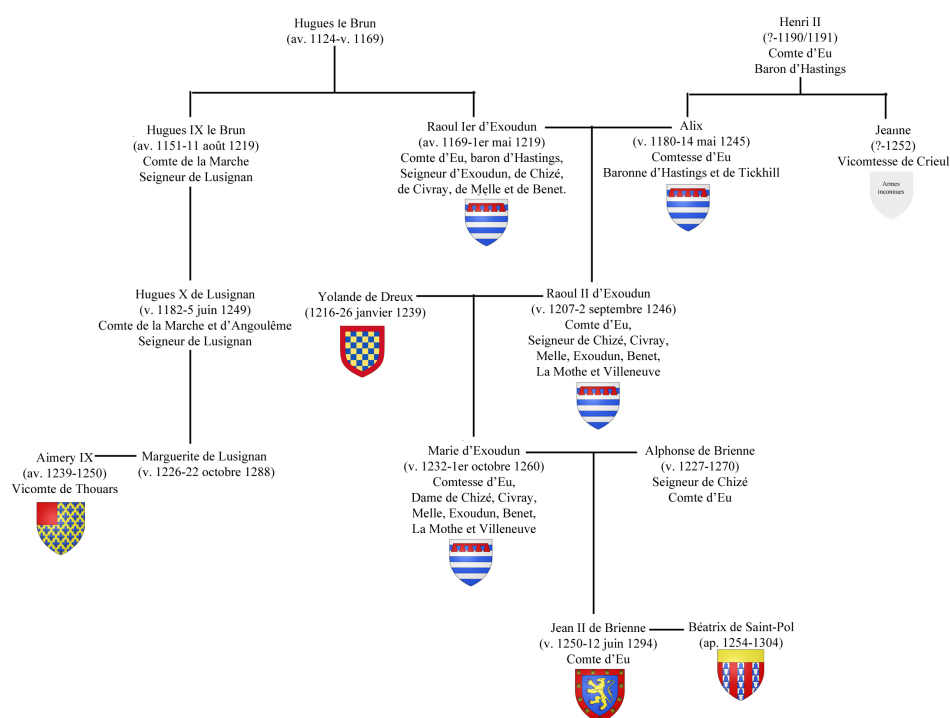 Hugues le Brun
(av. 1124-v. 1169)
Henri II
(?-1190/1191)
Comte d'Eu
Baron d'Hastings
Hugues IX le Brun
(av. 1151-11 août 1219)
Comte de la Marche
Seigneur de Lusignan
Raoul Ier d'Exoudun
(av. 1169-1er mai 1219)
Comte d'Eu, baron d'Hastings,
Seigneur d'Exoudun, de Chizé,
de Civray, de Melle et de Benet.
Alix
(v. 1180-14 mai 1245)
Comtesse d'Eu
Baronne d'Hastings et de Tickhill
Jeanne
(?-1252)
Vicomtesse de Crieul
Armes
inconnues
Hugues X de Lusignan
(v. 1182-5 juin 1249)
Comte de la Marche et d'Angoulême
Seigneur de Lusignan
Yolande de Dreux
(1216-26 janvier 1239)
Raoul II d'Exoudun
(v. 1207-2 septembre 1246)
Comte d'Eu,
Seigneur de Chizé, Civray,
Melle, Exoudun, Benet,
La Mothe et Villeneuve
Aimery IX
(av. 1239-1250)
Vicomte de Thouars
Marguerite de Lusignan
(v. 1226-22 octobre 1288)
Marie d'Exoudun
(v. 1232-1er octobre 1260)
Comtesse d'Eu,
Dame de Chizé, Civray,
Melle, Exoudun, Benet,
La Mothe et Villeneuve
Alphonse de Brienne
(v. 1227-1270)
Seigneur de Chizé
Comte d'Eu
Jean II de Brienne
(v. 1250-12 juin 1294)
Comte d'Eu
Béatrix de Saint-Pol
(ap. 1254-1304)